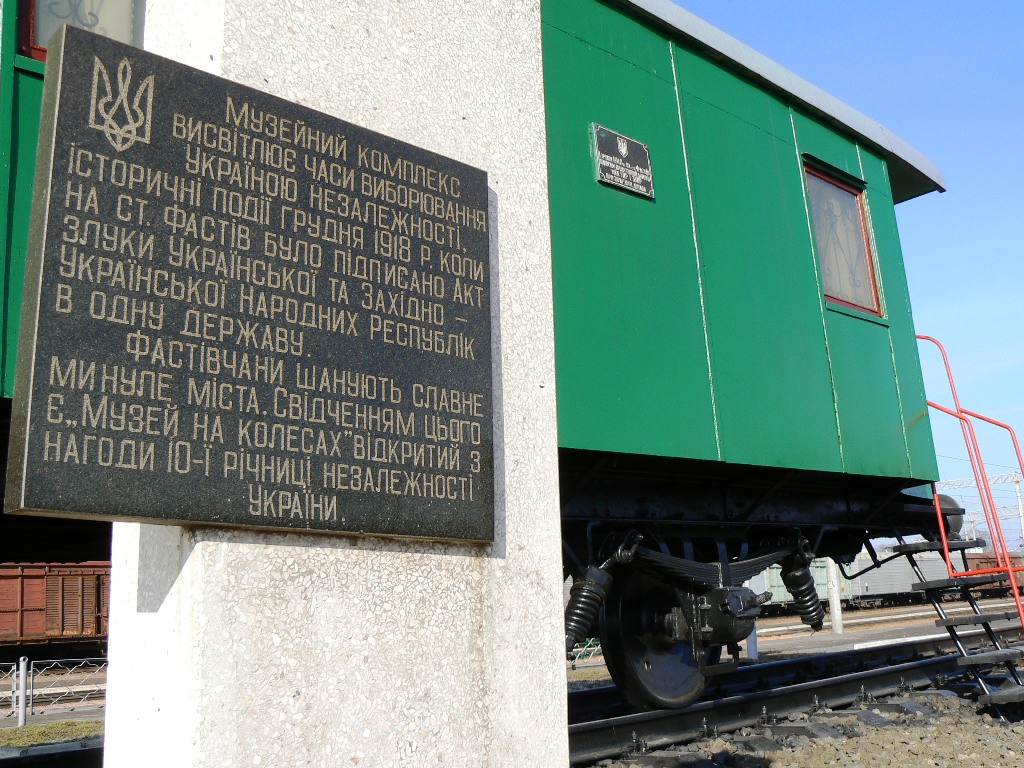 МУЗЕЙНИЙ КОМПЛЕКС
ВИСВІТЛЮЄ ЧАСИ ВИБОРЮВАННЯ
УКРАЇНОЮ НЕЗАЛЕЖНОСТІ.
ІСТОРИЧНІ ПОДІЇ ГРУДНЯ 1918 Р. КОЛИ
НА СТ. ФАСТІВ БУЛО ПІДПИСАНО АКТ
ЗЛУКИ УКРАЇНСЬКОЇ ТА ЗАХІДНО –
УКРАЇНСЬКОЇ НАРОДНИХ РЕСПУБЛІК
В ОДНУ ДЕРЖАВУ.
ФАСТІВЧАНИ ШАНУЮТЬ СЛАВНЕ
МИНУЛЕ МІСТА. СВІДЧЕННЯМ ЦЬОГО
Є „МУЗЕЙ НА КОЛЕСАХ" ВІДКРИТИЙ З
НАГОДИ 10-Ї РІЧНИЦІ НЕЗАЛЕЖНОСТІ
УКРАЇНИ.